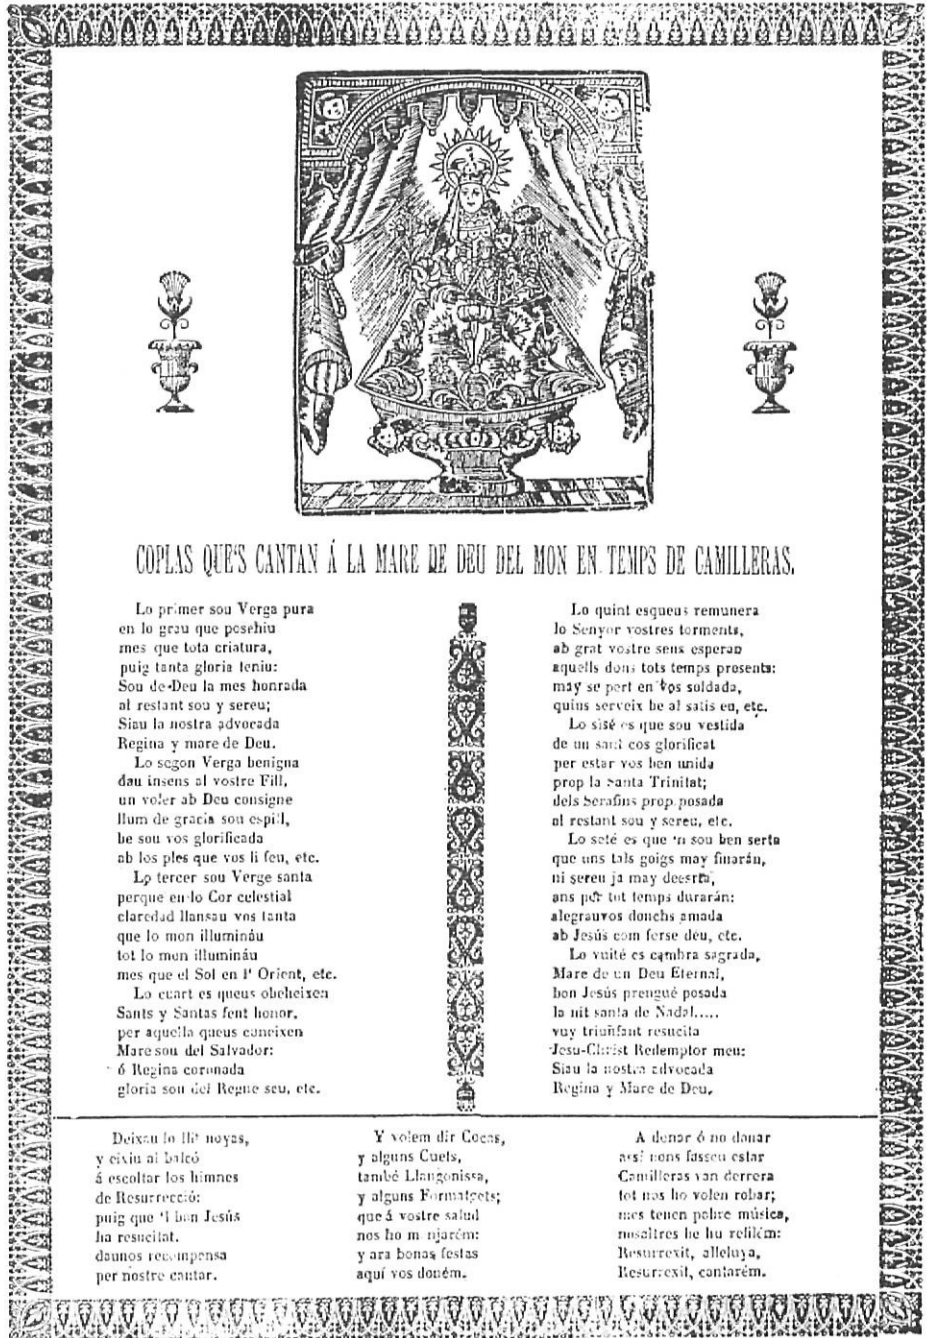 COPLAS QUE'S CANTAN Á LA MARE DE DEU DEL MON EN TEMPS DE CAMILLERAS.
Lo primer sou Verga pura
en lo grau que posehiu
mes que tota criatura,
puig tanta gloria teniu:
Sou de Deu la mes honrada
al restant sou y sereu;
Siau la nostra advocada
Regina y mare de Deu.
Lo segon Verga benigna
dau insens al vostre Fill,
un voler ab Deu consigne
llum de gracia sou espill,
be sou vos glorificada
ab los ples que vos li feu, etc.
Lo tercer sou Verge santa
perque en lo Cor celestial
claredad llansau vos tanta
que lo mon illumináu
tot lo mon illumináu
mes que el Sol en l' Orient, etc.
Lo cuart es queus obeheixen
Sants y Santas fent honor.
per aquella queus coneixen
Mare sou del Salvador:
ó Regina coronada
gloria sou del Regne seu, etc.
Lo quint es queus remunera
lo Senyor vostres torments,
ab grat vostre sens esperan
aquells dons tots temps presents:
may se pert en vos soldada,
quius serveix be al satis eu, etc.
Lo sisé es que sou vestida
de un sant cos glorificat
per estar vos ben unida
prop la santa Trinitat;
dels Serafins prop posada
al restant sou y sereu, etc.
Lo seté es que 'n sou ben serta
que uns tals goigs may finarán,
ni sereu ja may
ans per tot temps durarán:
alegrauvos donchs amada
ab Jesús com ferse deu, etc.
Lo vuité es cambra sagrada,
Mare de un Deu Eternal,
bon Jesús prengué posada
la nit santa de Nadal.....
vuy triunfant resucita
Jesu-Christ Redemptor meu:
Siau la nostra advocada
Regina y Mare de Deu.
Deixau lo llit noyas,
y eixiu al balcó
á escoltar los himnes
de Resurrecció:
puig que 'l bon Jesús
ha resucitat.
daunos recompensa
per nostre cantar.
Y volem dir Cocas,
y alguns Cuets,
també Llangonissa,
y alguns Formatgets;
que á vostre salud
nos ho menjarém:
y ara bonas festas
aquí vos doném.
A donar ó no donar
així nons fasseu estar
Camilleras van derrera
tot nos ho volen robar;
mes tenen pobre música,
nosaltres be hu refilém:
Resurrexit, alleluya,
Resurrexit, cantarém.